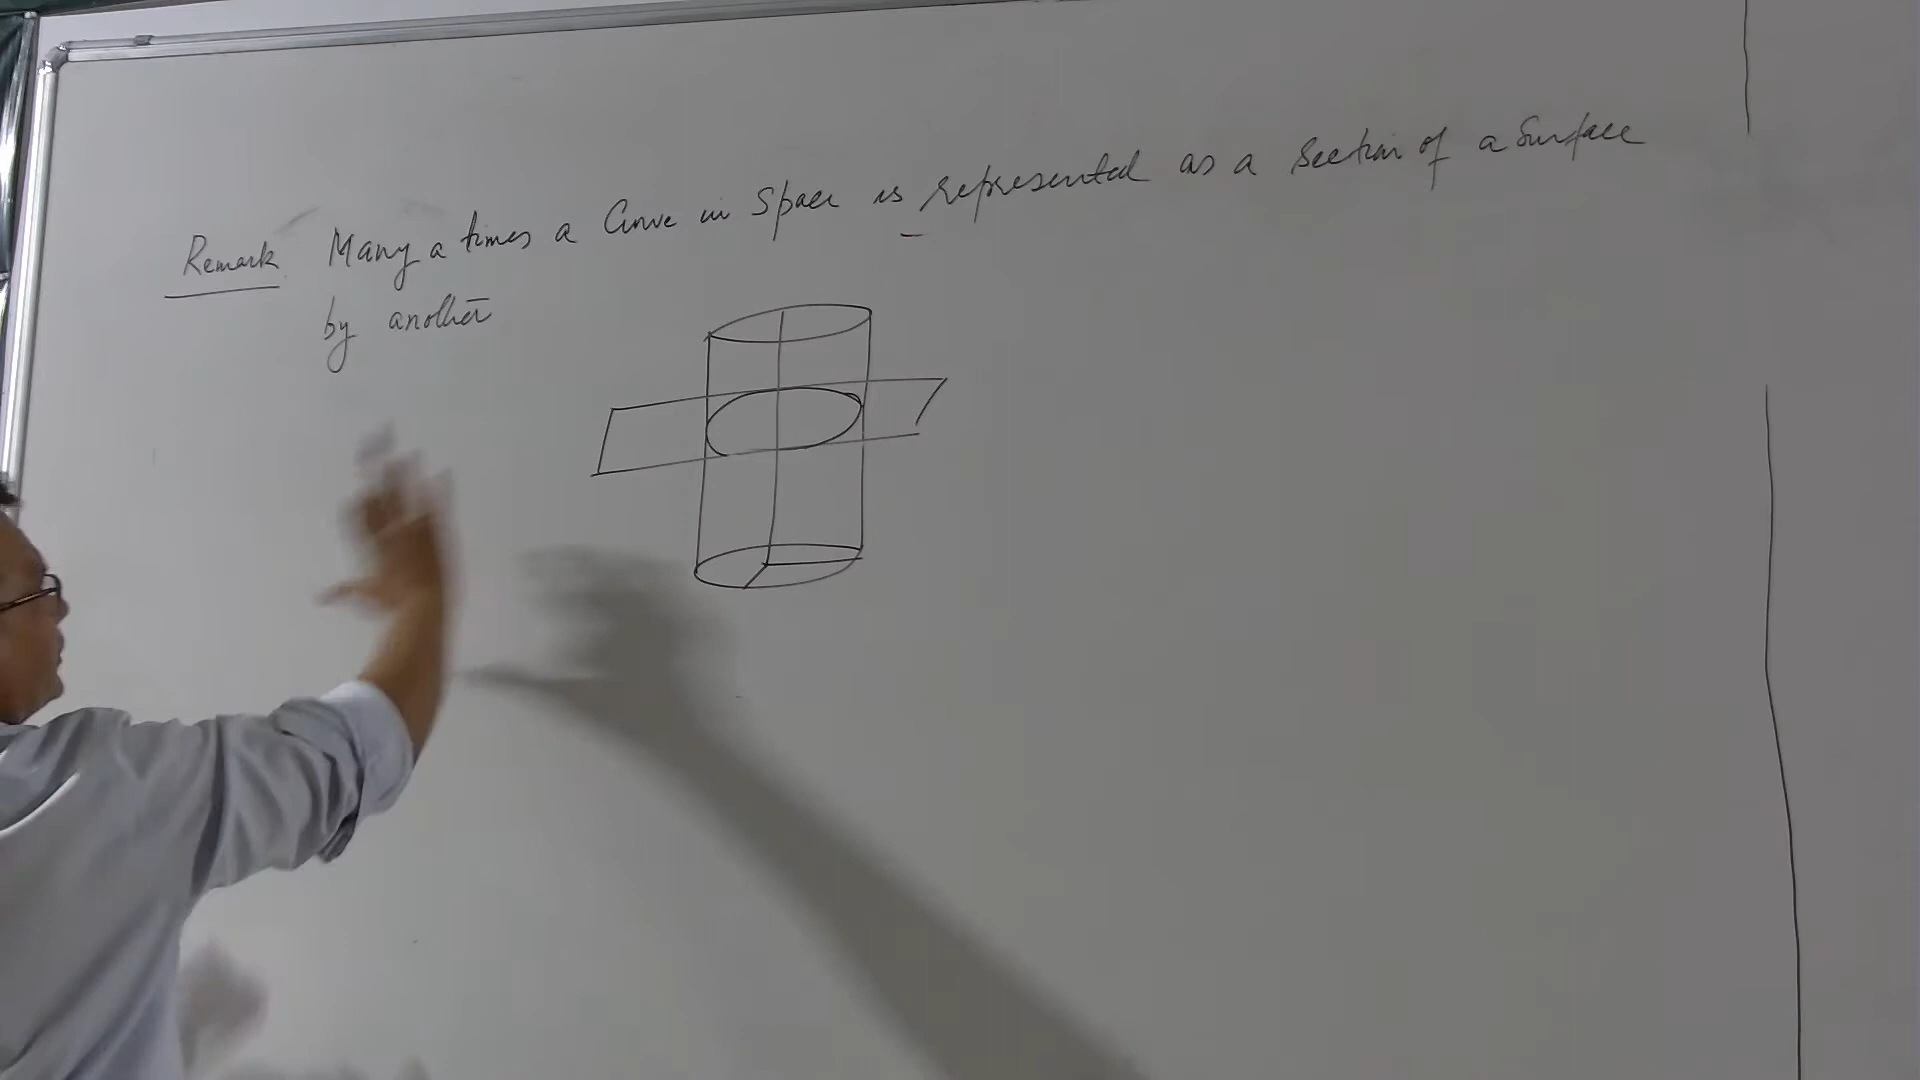 Remark Many a times a Curve in Space is represented as a Section of a Surface
by another